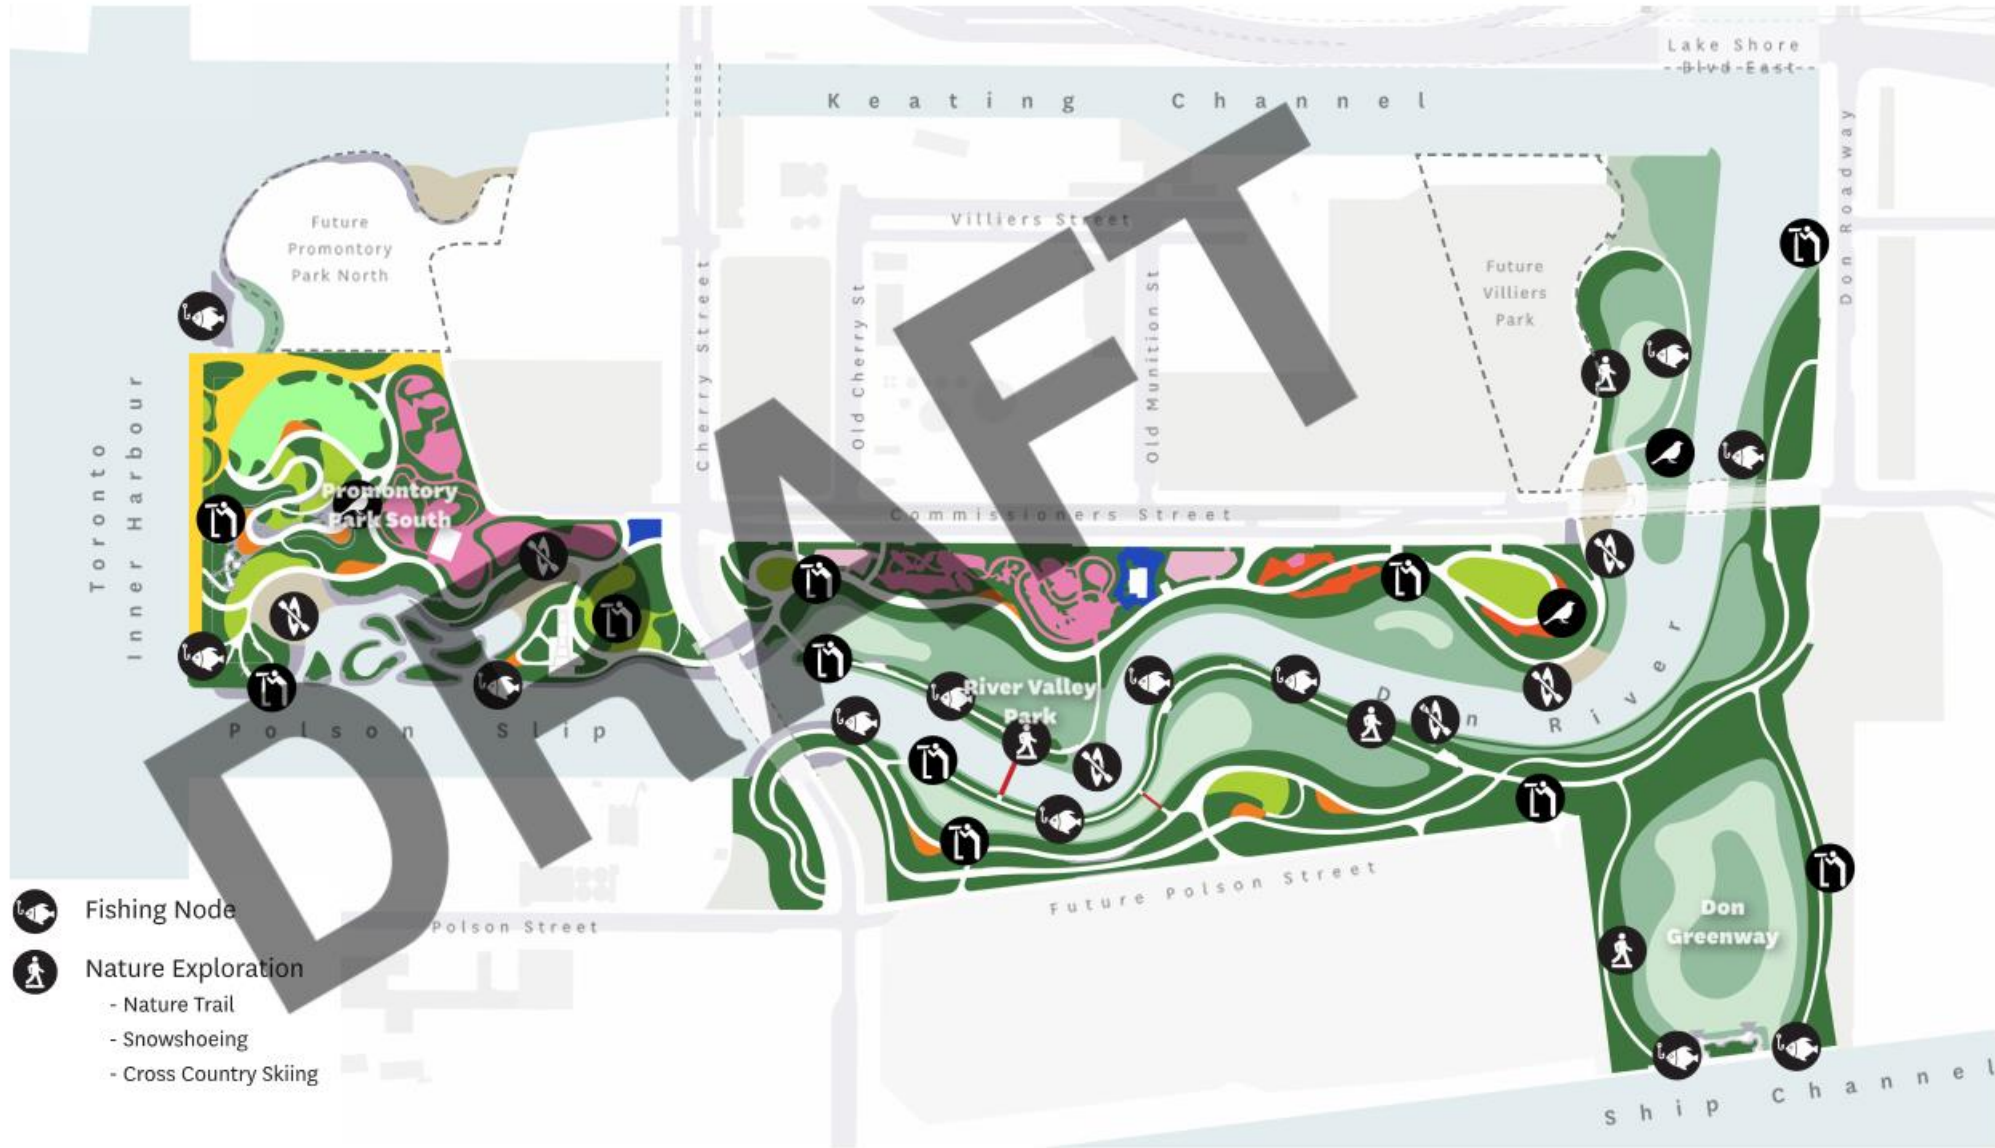 Lake Shore
Blvd East
Keating Channel
Don Roadway
Villiers Street
Future
Promontory
Park North
Future
Villiers
Park
Cherry Street
Old Cherry St
Old Munition St
Toronto
Inner Harbour
Promontory
Park South
Commissioners Street
River Valley
Park
Don River
Polson Slip
DRAFT
Future Polson Street
Polson Street
Don
Greenway
Ship Channel
Fishing Node
Nature Exploration
- Nature Trail
- Snowshoeing
- Cross Country Skiing